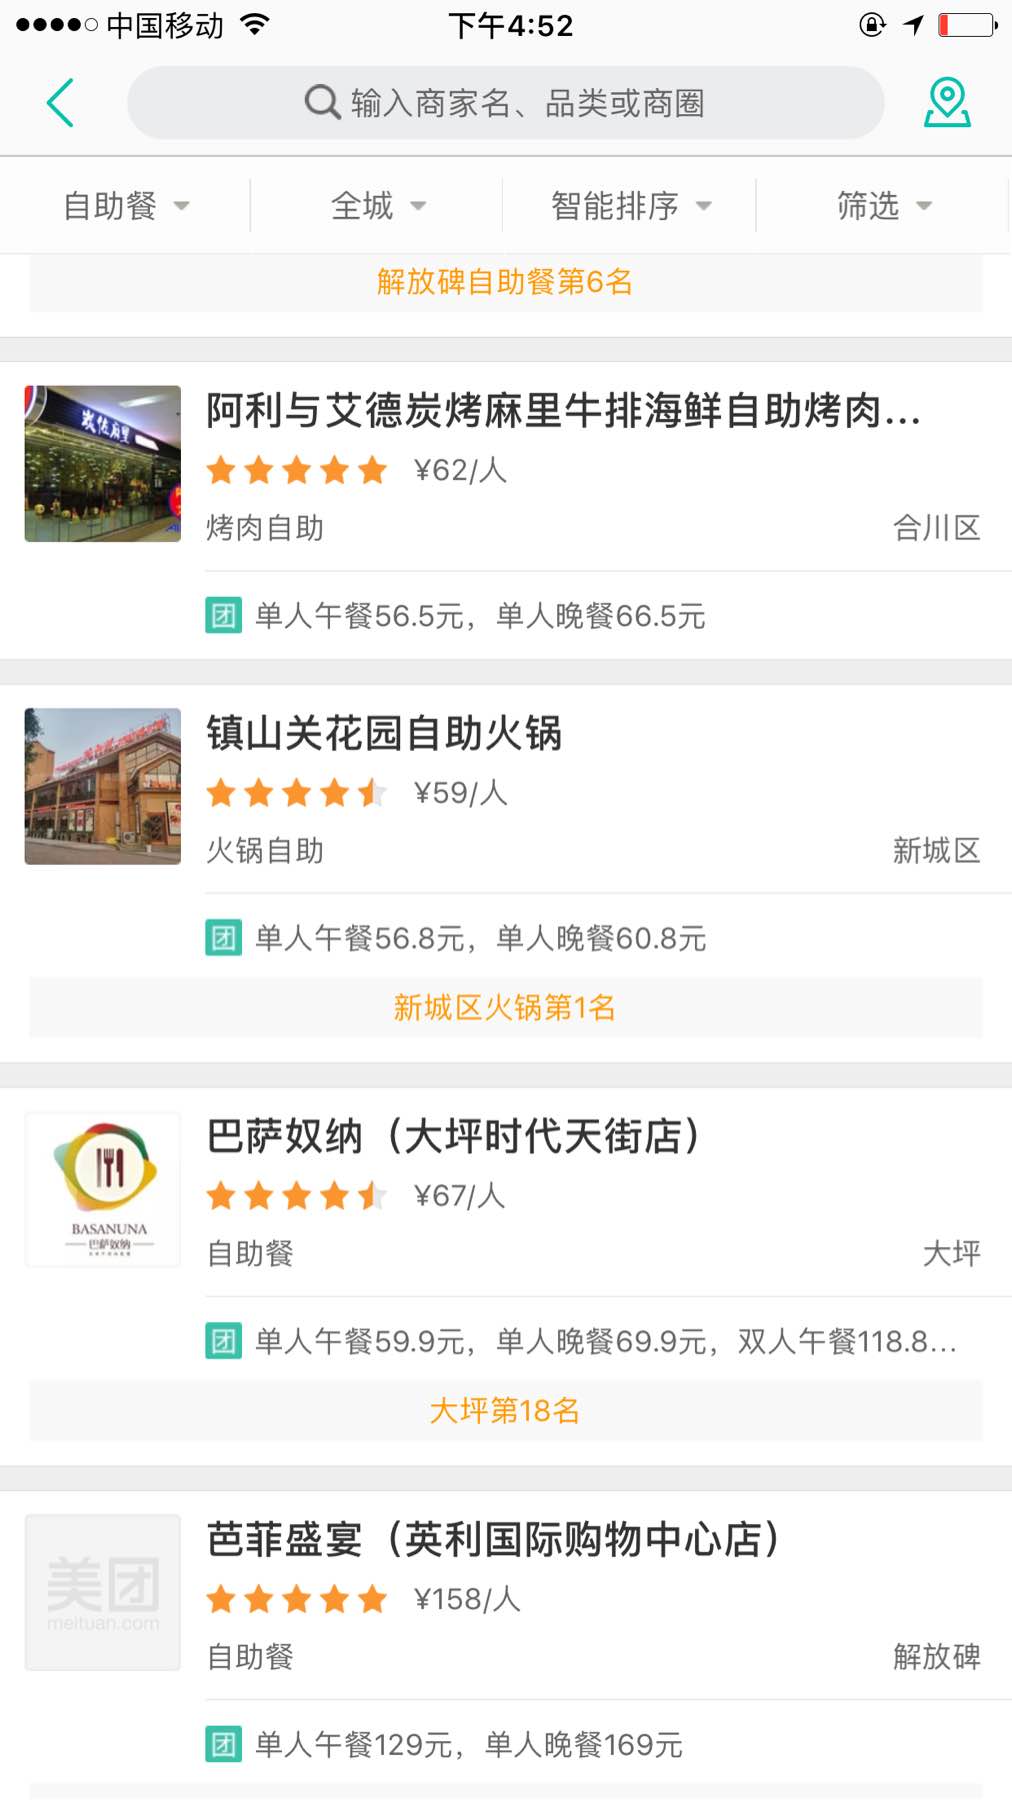 中国移动 下午4:52
输入商家名、品类或商圈
自助餐 全城 智能排序 筛选
解放碑自助餐第6名
炭佐麻里
阿利与艾德炭烤麻里牛排海鲜自助烤肉...
¥62/人
烤肉自助 合川区
团 单人午餐56.5元，单人晚餐66.5元
镇山关花园自助火锅
¥59/人
火锅自助 新城区
团 单人午餐56.8元，单人晚餐60.8元
新城区火锅第1名
BASANUNA
巴萨奴纳
巴萨奴纳（大坪时代天街店）
¥67/人
自助餐 大坪
团 单人午餐59.9元，单人晚餐69.9元，双人午餐118.8...
大坪第18名
美团
meituan.com
芭菲盛宴（英利国际购物中心店）
¥158/人
自助餐 解放碑
团 单人午餐129元，单人晚餐169元